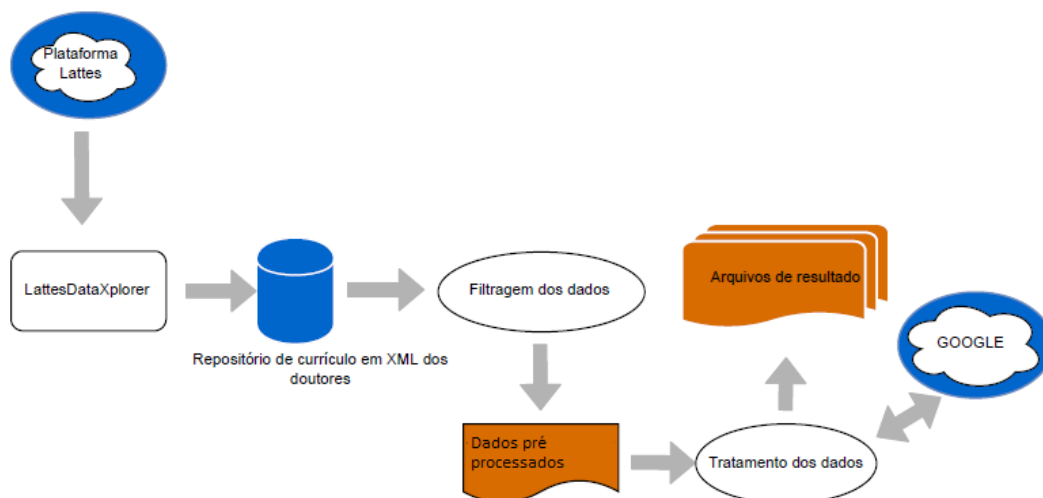 Plataforma
Lattes
LattesDataXplorer
Repositório de currículo em XML dos
doutores
Filtragem dos dados
Arquivos de resultado
GOOGLE
Dados pré
processados
Tratamento dos dados